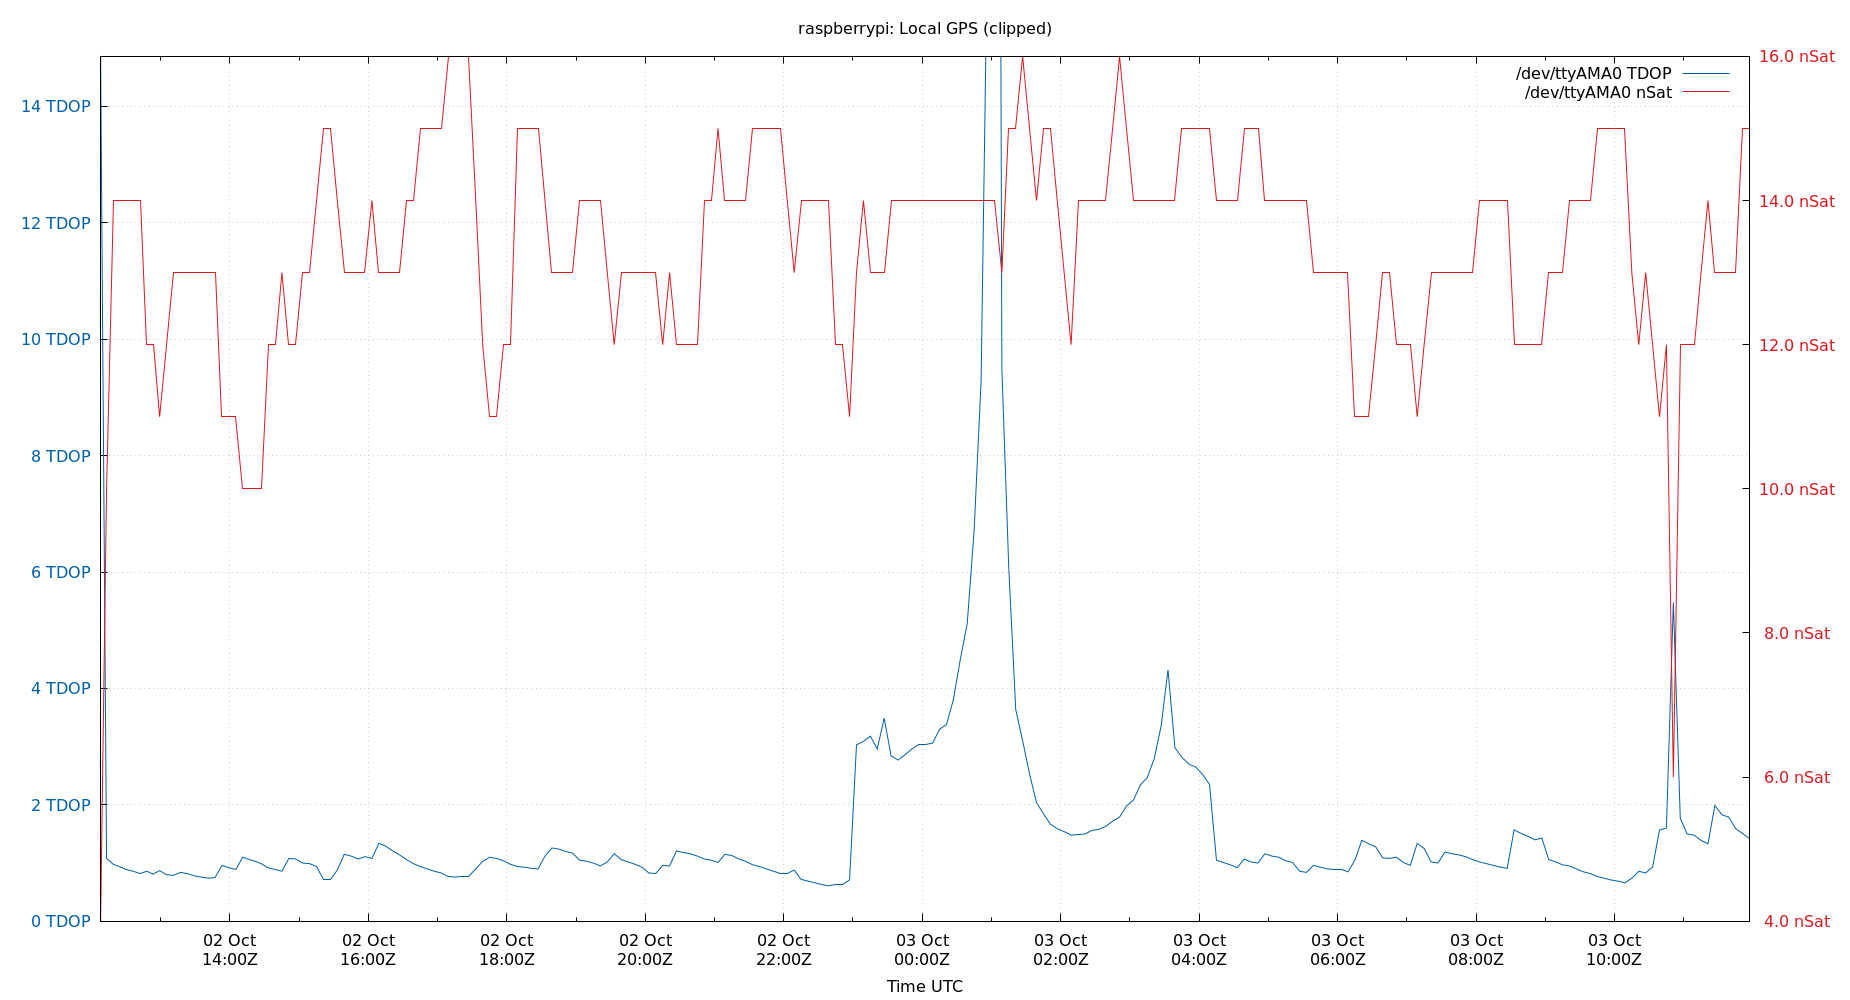 raspberrypi: Local GPS (clipped)
16.0 nSat
/dev/ttyAMA0 TDOP
/dev/ttyAMA0 nSat
14 TDOP
12 TDOP
14.0 nSat
10 TDOP
12.0 nSat
8 TDOP
10.0 nSat
6 TDOP
8.0 nSat
4 TDOP
6.0 nSat
2 TDOP
0 TDOP
4.0 nSat
02 Oct
14:00Z
02 Oct
16:00Z
02 Oct
18:00Z
02 Oct
20:00Z
02 Oct
22:00Z
03 Oct
00:00Z
03 Oct
02:00Z
03 Oct
04:00Z
03 Oct
06:00Z
03 Oct
08:00Z
03 Oct
10:00Z
Time UTC